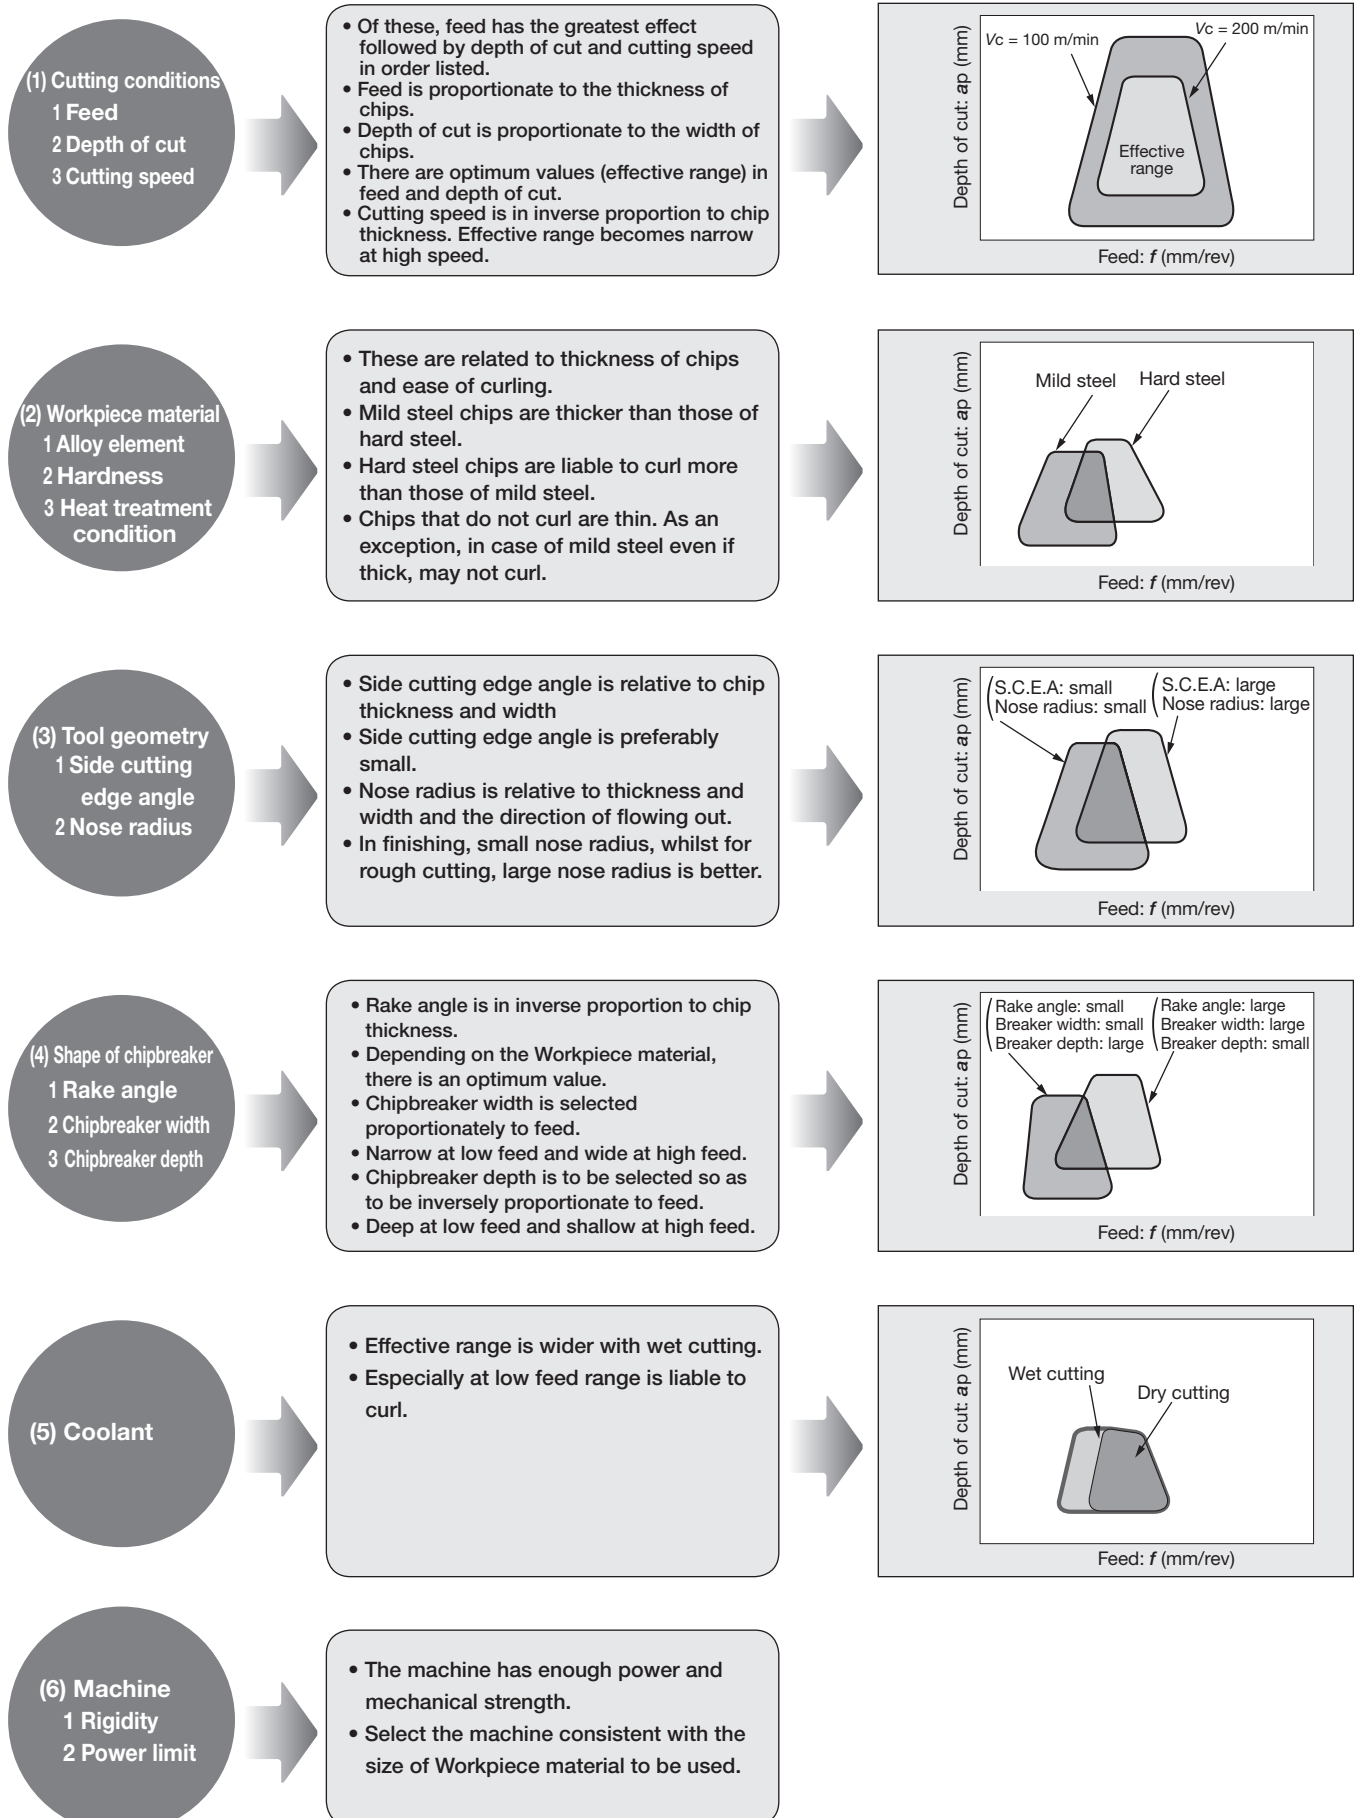 (1) Cutting conditions
1 Feed
2 Depth of cut
3 Cutting speed
• Of these, feed has the greatest effect
followed by depth of cut and cutting speed
in order listed.
• Feed is proportionate to the thickness of
chips.
• Depth of cut is proportionate to the width of
chips.
• There are optimum values (effective range) in
feed and depth of cut.
• Cutting speed is in inverse proportion to chip
thickness. Effective range becomes narrow
at high speed.
Depth of cut: ap (mm)
Vc = 100 m/min
Vc = 200 m/min
Effective
range
Feed: f (mm/rev)
(2) Workpiece material
1 Alloy element
2 Hardness
3 Heat treatment
condition
• These are related to thickness of chips
and ease of curling.
• Mild steel chips are thicker than those of
hard steel.
• Hard steel chips are liable to curl more
than those of mild steel.
• Chips that do not curl are thin. As an
exception, in case of mild steel even if
thick, may not curl.
Depth of cut: ap (mm)
Mild steel
Hard steel
Feed: f (mm/rev)
(3) Tool geometry
1 Side cutting
edge angle
2 Nose radius
• Side cutting edge angle is relative to chip
thickness and width
• Side cutting edge angle is preferably
small.
• Nose radius is relative to thickness and
width and the direction of flowing out.
• In finishing, small nose radius, whilst for
rough cutting, large nose radius is better.
Depth of cut: ap (mm)
S.C.E.A: small
Nose radius: small
S.C.E.A: large
Nose radius: large
Feed: f (mm/rev)
(4) Shape of chipbreaker
1 Rake angle
2 Chipbreaker width
3 Chipbreaker depth
• Rake angle is in inverse proportion to chip
thickness.
• Depending on the Workpiece material,
there is an optimum value.
• Chipbreaker width is selected
proportionately to feed.
• Narrow at low feed and wide at high feed.
• Chipbreaker depth is to be selected so as
to be inversely proportionate to feed.
• Deep at low feed and shallow at high feed.
Depth of cut: ap (mm)
Rake angle: small
Breaker width: small
Breaker depth: large
Rake angle: large
Breaker width: large
Breaker depth: small
Feed: f (mm/rev)
(5) Coolant
• Effective range is wider with wet cutting.
• Especially at low feed range is liable to
curl.
Depth of cut: ap (mm)
Wet cutting
Dry cutting
Feed: f (mm/rev)
(6) Machine
1 Rigidity
2 Power limit
• The machine has enough power and
mechanical strength.
• Select the machine consistent with the
size of Workpiece material to be used.